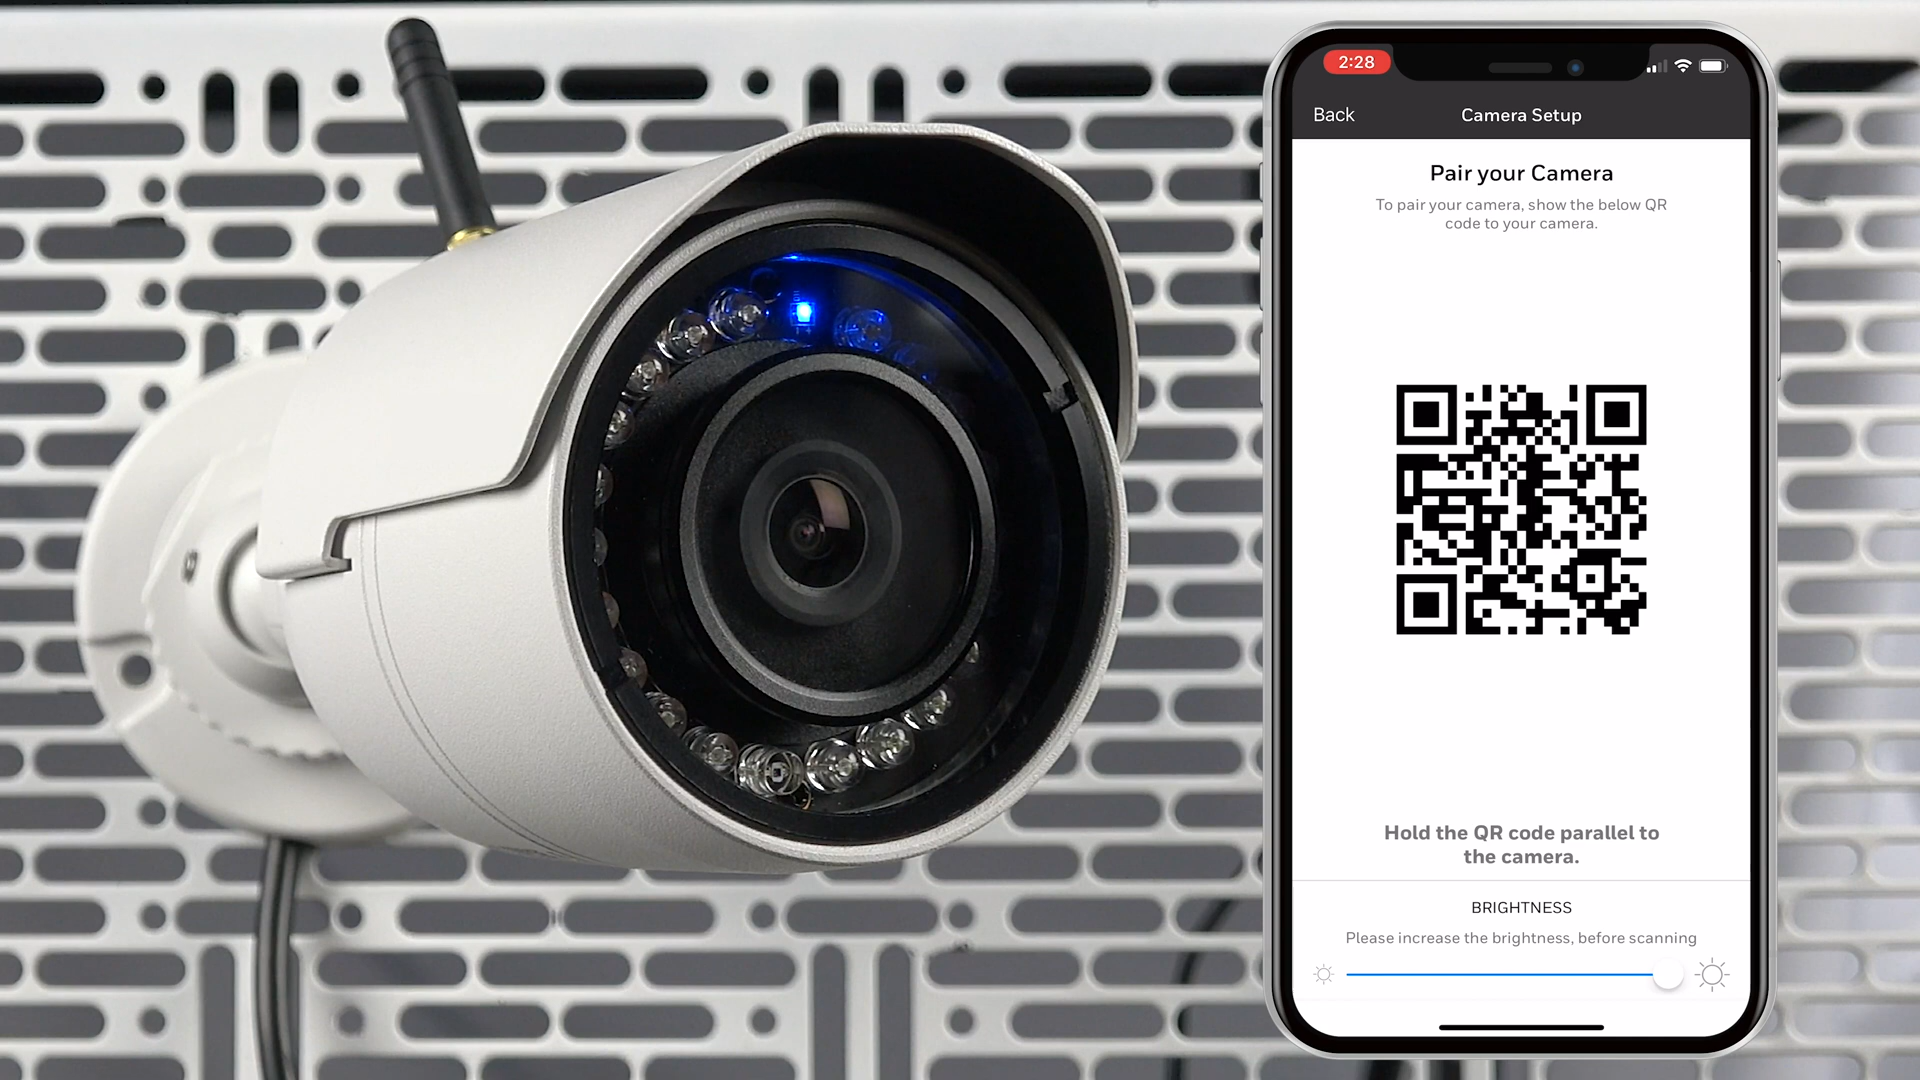 2:28
Back
Camera Setup
Pair your Camera
To pair your camera, show the below QR
code to your camera.
Hold the QR code parallel to
the camera.
BRIGHTNESS
Please increase the brightness, before scanning